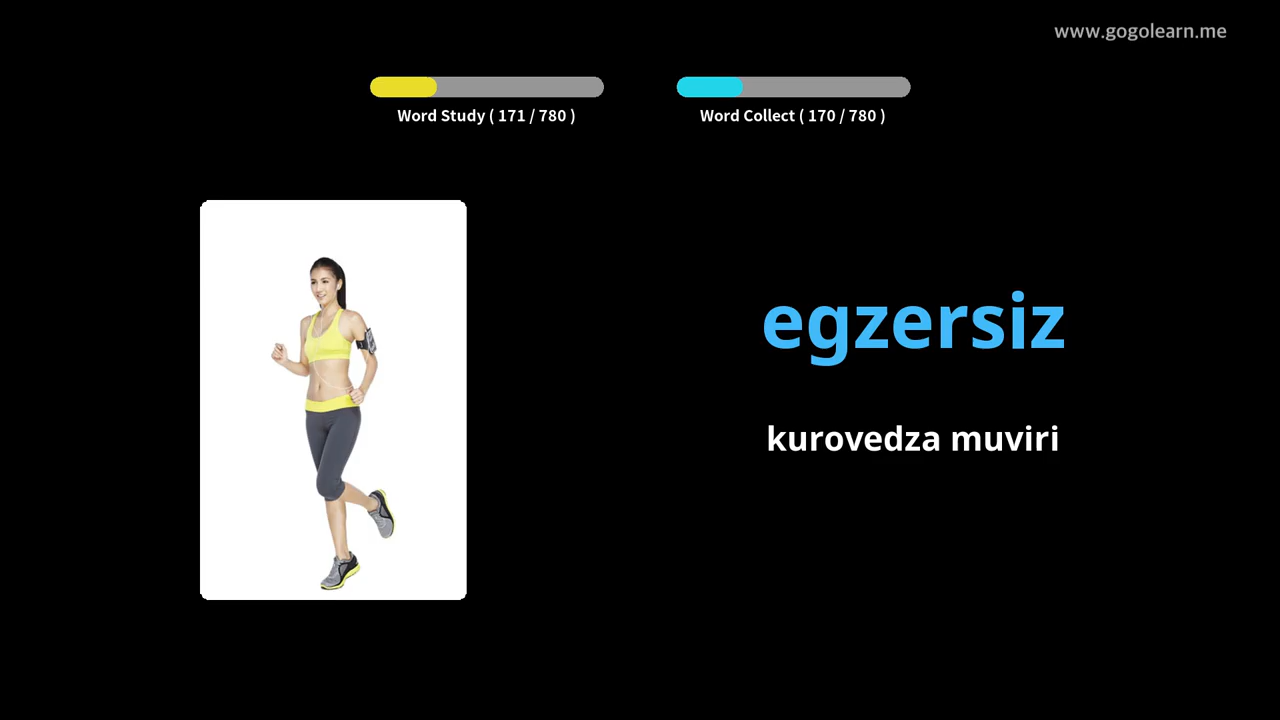 www.gogolearn.me
Word Study ( 171 / 780 )
Word Collect ( 170 / 780 )
egzersiz
kurovedza muviri